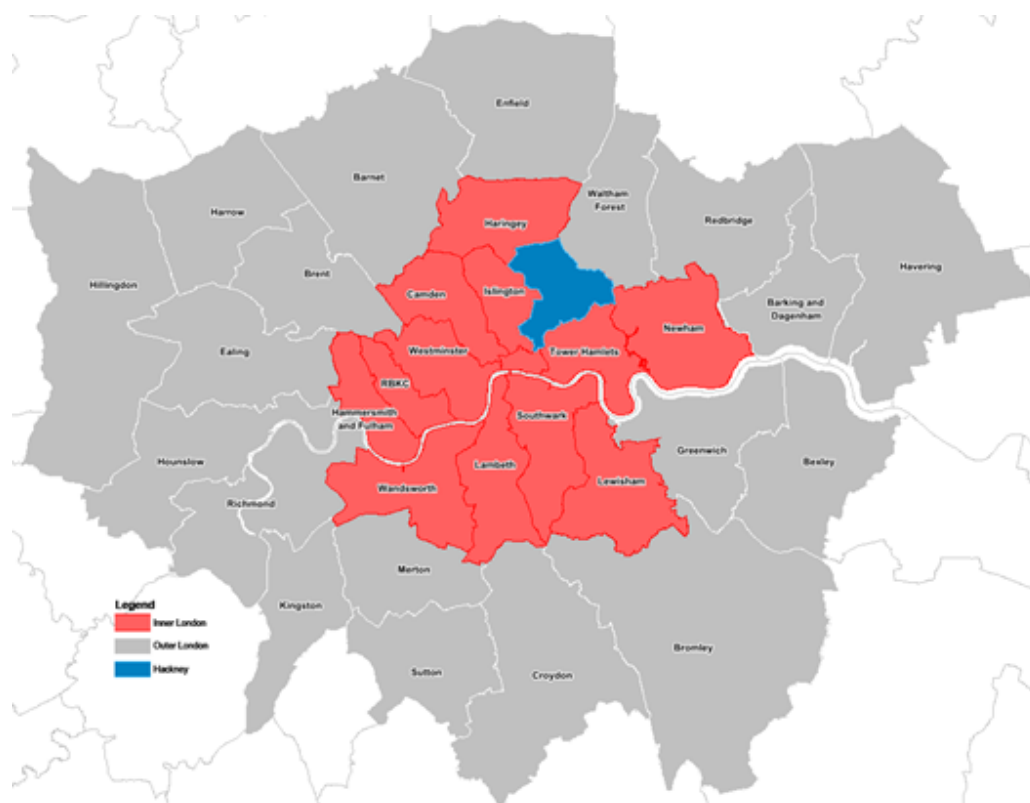 Enfield
Barnet
Waltham
Forest
Haringey
Harrow
Redbridge
Havering
Brent
Hillingdon
Camden
Islington
Barking and
Dagenham
Newham
Ealing
Westminster
Tower Hamlets
RBKC
Hammersmith
and Fulham
Southwark
Hounslow
Lambeth
Greenwich
Bexley
Wandsworth
Lewisham
Richmond
Merton
Kingston
Legend
Inner London
Outer London
Hackney
Sutton
Croydon
Bromley